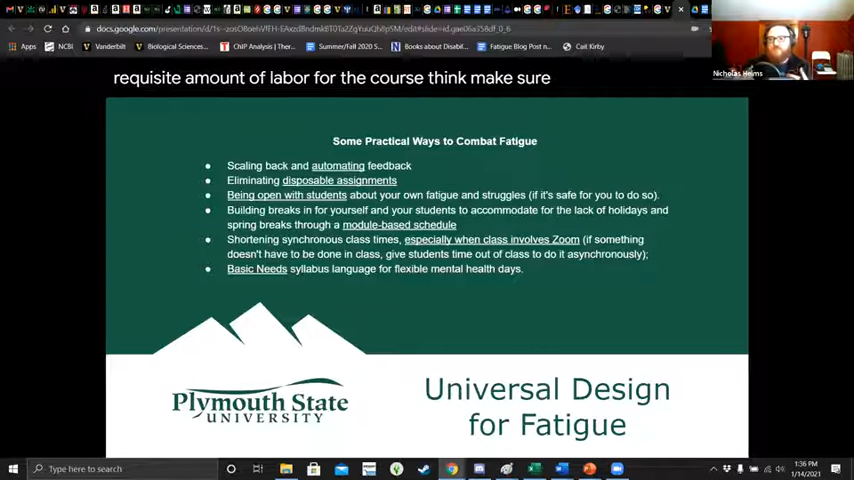 docs.google.com/presentation/d/
Apps
NCBI
Vanderbilt
Biological Sciences...
ChIP Analysis | Ther...
Summer/Fall 2020 S...
Books about Disabil...
Fatigue Blog Post n...
Cait Kirby
Nicholas Helms
requisite amount of labor for the course think make sure
Some Practical Ways to Combat Fatigue
● Scaling back and automating feedback
● Eliminating disposable assignments
● Being open with students about your own fatigue and struggles (if it's safe for you to do so).
● Building breaks in for yourself and your students to accommodate for the lack of holidays and
spring breaks through a module-based schedule
● Shortening synchronous class times, especially when class involves Zoom (if something
doesn't have to be done in class, give students time out of class to do it asynchronously);
● Basic Needs syllabus language for flexible mental health days.
Plymouth State
UNIVERSITY
Universal Design
for Fatigue
Type here to search
1:36 PM
1/14/2021